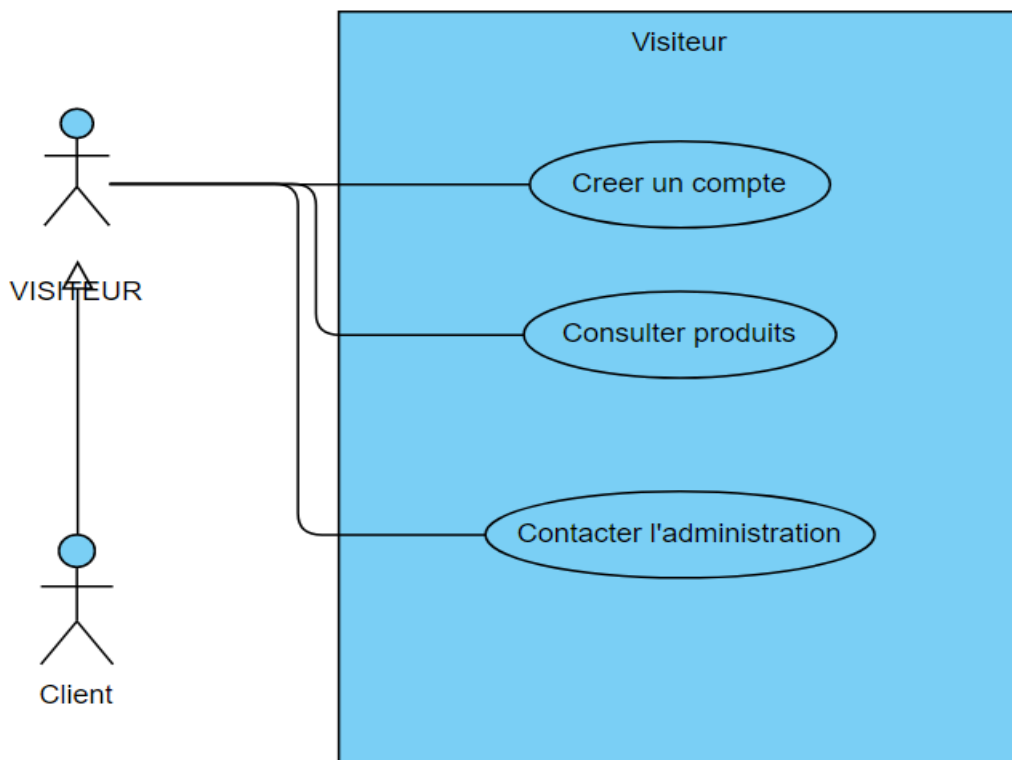 Visiteur
Creer un compte
VISITEUR
Consulter produits
Contacter l'administration
Client